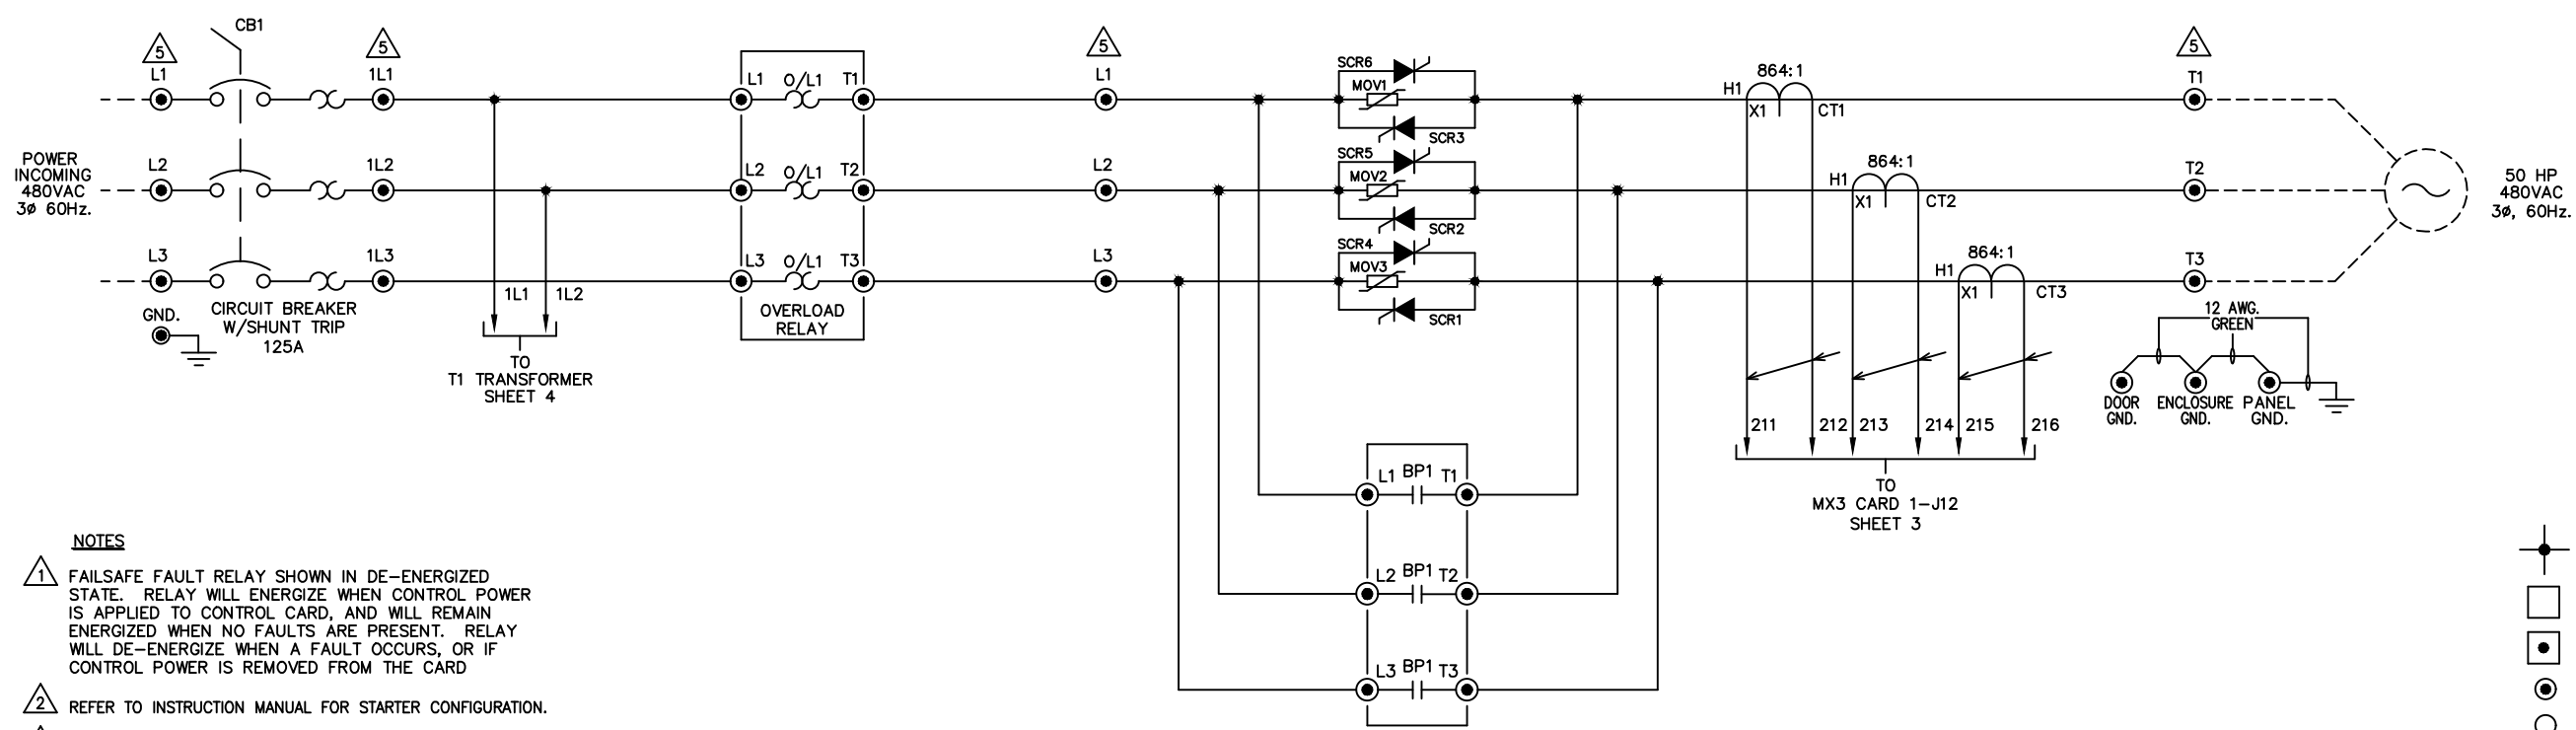 CB1
5
5
5
5
L1
1L1
L1
O/L1
T1
L1
SCR6
MOV1
SCR3
H1
864:1
X1
CT1
T1
POWER
INCOMING
480VAC
3ø 60Hz.
L2
1L2
L2
O/L1
T2
L2
SCR5
MOV2
SCR2
H1
864:1
X1
CT2
T2
50 HP
480VAC
3ø, 60Hz.
L3
1L3
L3
O/L1
T3
L3
SCR4
MOV3
SCR1
H1
864:1
X1
CT3
T3
GND.
CIRCUIT BREAKER
W/SHUNT TRIP
125A
1L1
1L2
TO
T1 TRANSFORMER
SHEET 4
OVERLOAD
RELAY
12 AWG.
GREEN
DOOR
GND.
ENCLOSURE
GND.
PANEL
GND.
211
212
213
214
215
216
TO
MX3 CARD 1-J12
SHEET 3
L1
BP1
T1
L2
BP1
T2
L3
BP1
T3
NOTES
1
FAILSAFE FAULT RELAY SHOWN IN DE-ENERGIZED
STATE. RELAY WILL ENERGIZE WHEN CONTROL POWER
IS APPLIED TO CONTROL CARD, AND WILL REMAIN
ENERGIZED WHEN NO FAULTS ARE PRESENT. RELAY
WILL DE-ENERGIZE WHEN A FAULT OCCURS, OR IF
CONTROL POWER IS REMOVED FROM THE CARD
2
REFER TO INSTRUCTION MANUAL FOR STARTER CONFIGURATION.